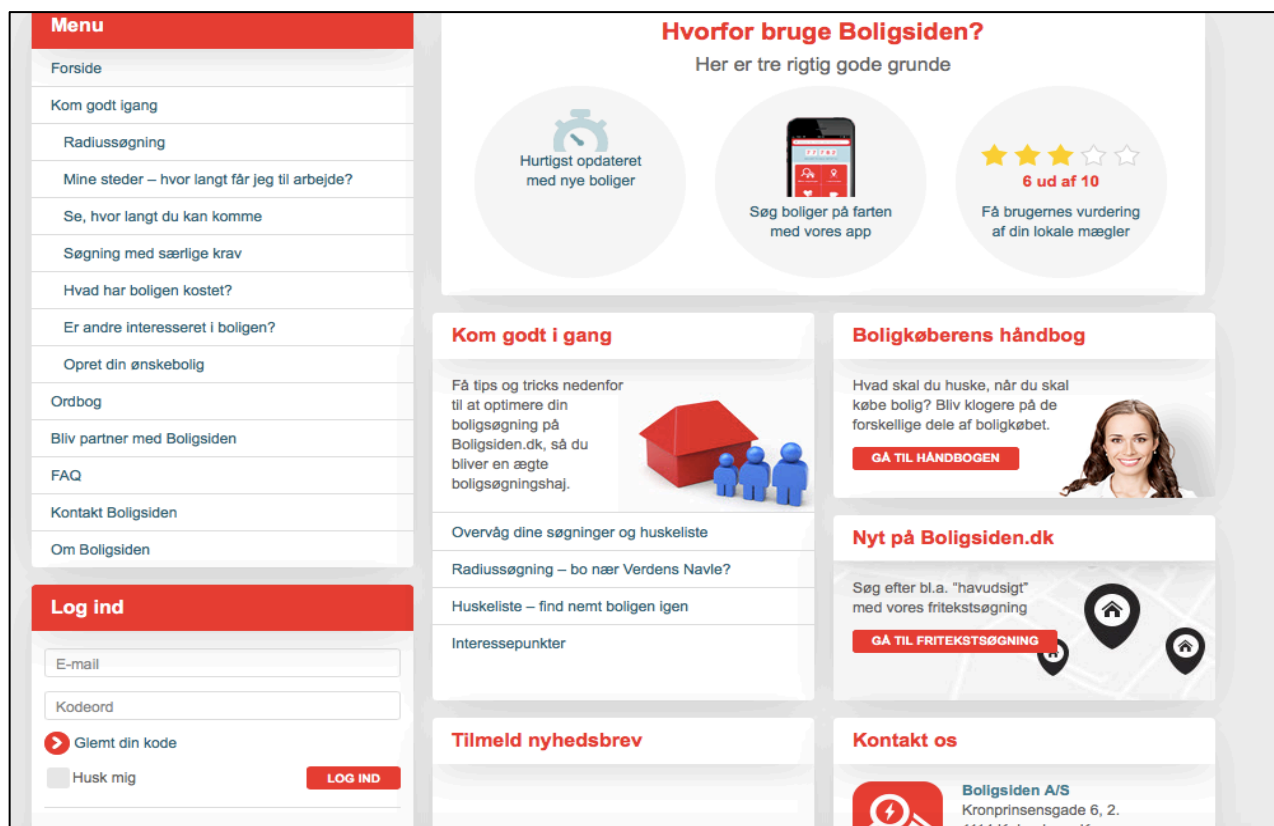 Menu
Forside
Kom godt igang
Radiussøgning
Mine steder – hvor langt får jeg til arbejde?
Se, hvor langt du kan komme
Søgning med særlige krav
Hvad har boligen kostet?
Er andre interesseret i boligen?
Opret din ønskebolig
Ordbog
Bliv partner med Boligsiden
FAQ
Kontakt Boligsiden
Om Boligsiden
Log ind
E-mail
Kodeord
Glemt din kode
Husk mig
LOG IND
Hvorfor bruge Boligsiden?
Her er tre rigtig gode grunde
Hurtigst opdateret
med nye boliger
Søg boliger på farten
med vores app
6 ud af 10
Få brugernes vurdering
af din lokale mægler
Kom godt i gang
Få tips og tricks nedenfor
til at optimere din
boligsøgning på
Boligsiden.dk, så du
bliver en ægte
boligsøgningshaj.
Overvåg dine søgninger og huskeliste
Radiussøgning – bo nær Verdens Navle?
Huskeliste – find nemt boligen igen
Interessepunkter
Boligkøberens håndbog
Hvad skal du huske, når du skal
købe bolig? Bliv klogere på de
forskellige dele af boligkøbet.
GÅ TIL HÅNDBOGEN
Nyt på Boligsiden.dk
Søg efter bl.a. "havudsigt"
med vores fritekstsøgning
GÅ TIL FRITEKSTSØGNING
Tilmeld nyhedsbrev
Kontakt os
Boligsiden A/S
Kronprinsensgade 6, 2.